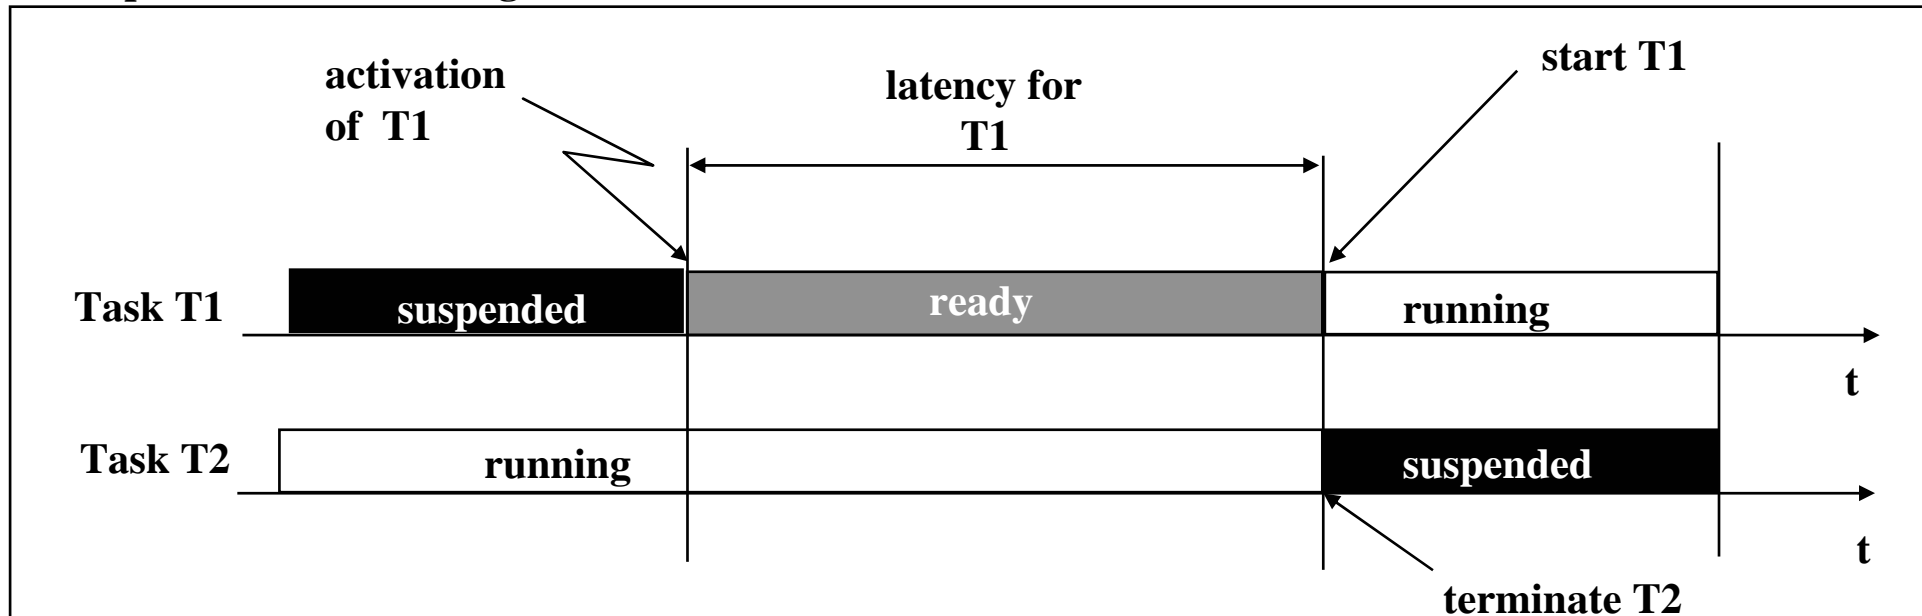 activation
of T1
latency for
T1
start T1
Task T1
suspended
ready
running
t
Task T2
running
suspended
t
terminate T2